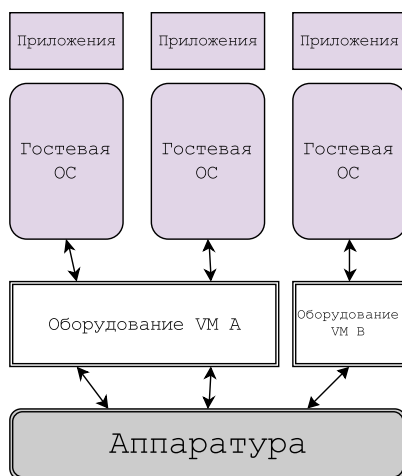 Приложения
Приложения
Приложения
Гостевая
ОС
Гостевая
ОС
Гостевая
ОС
Оборудование VM A
Оборудование
VM B
Аппаратура